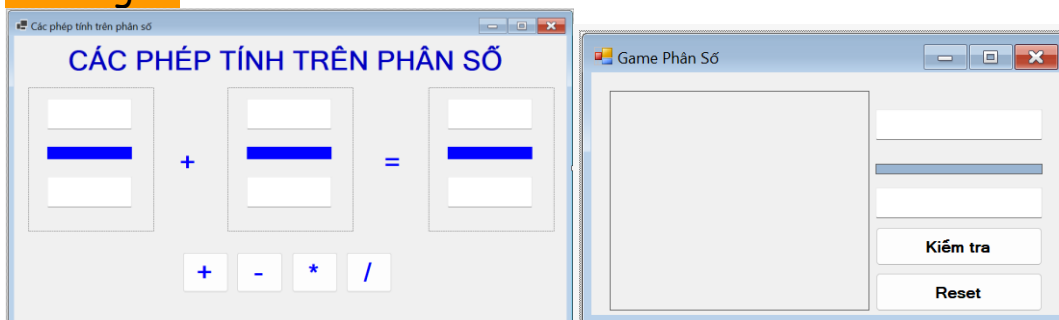 Các phép tính trên phân số
CÁC PHÉP TÍNH TRÊN PHÂN SỐ
+
=
+ - * /
Game Phân Số
Kiểm tra
Reset